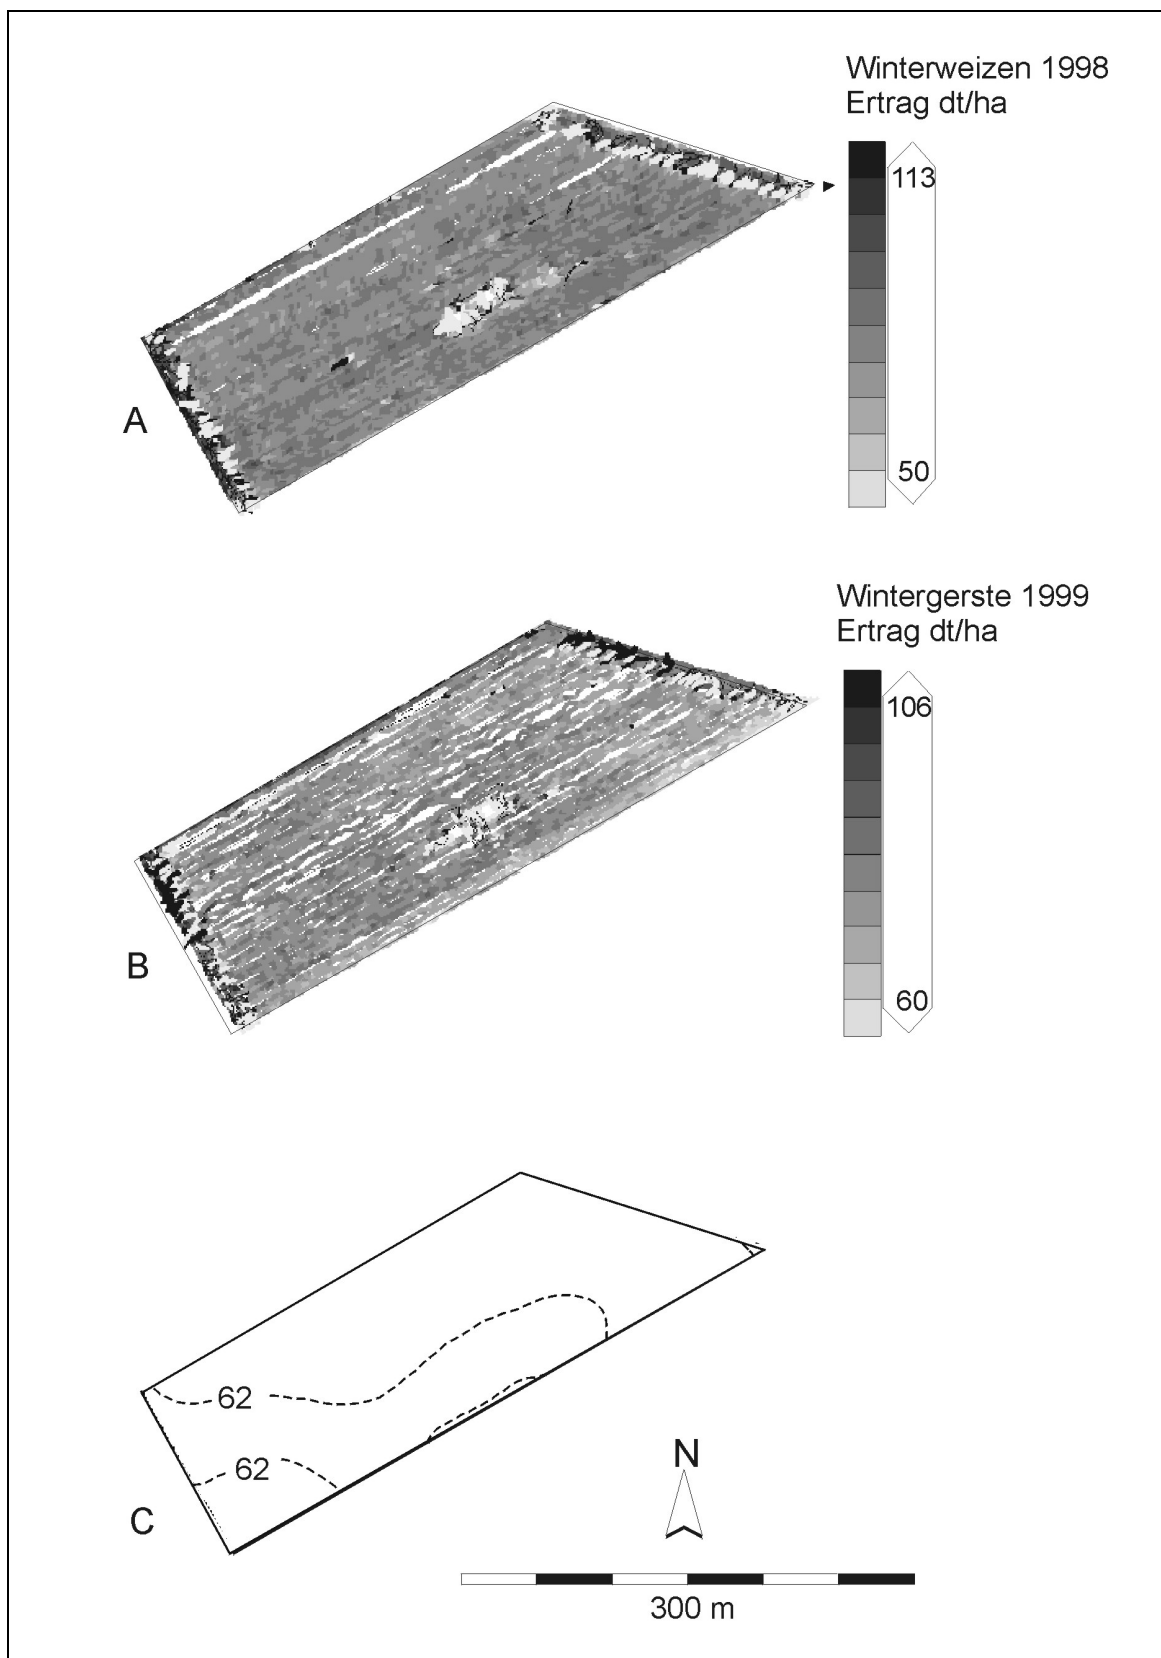 Winterweizen 1998
Ertrag dt/ha
113
50
A
Wintergerste 1999
Ertrag dt/ha
106
60
B
62
62
C
N
300 m